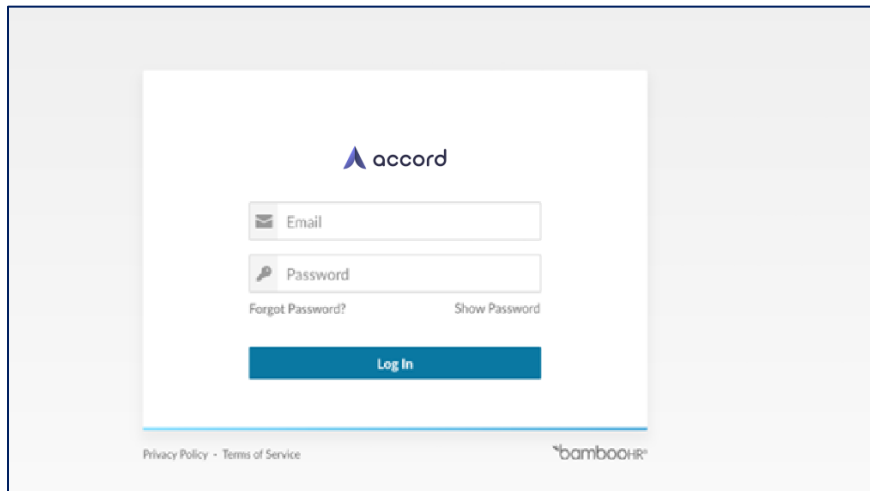 accord
Email
Password
Forgot Password? Show Password
Log In
Privacy Policy - Terms of Service bambooHR®